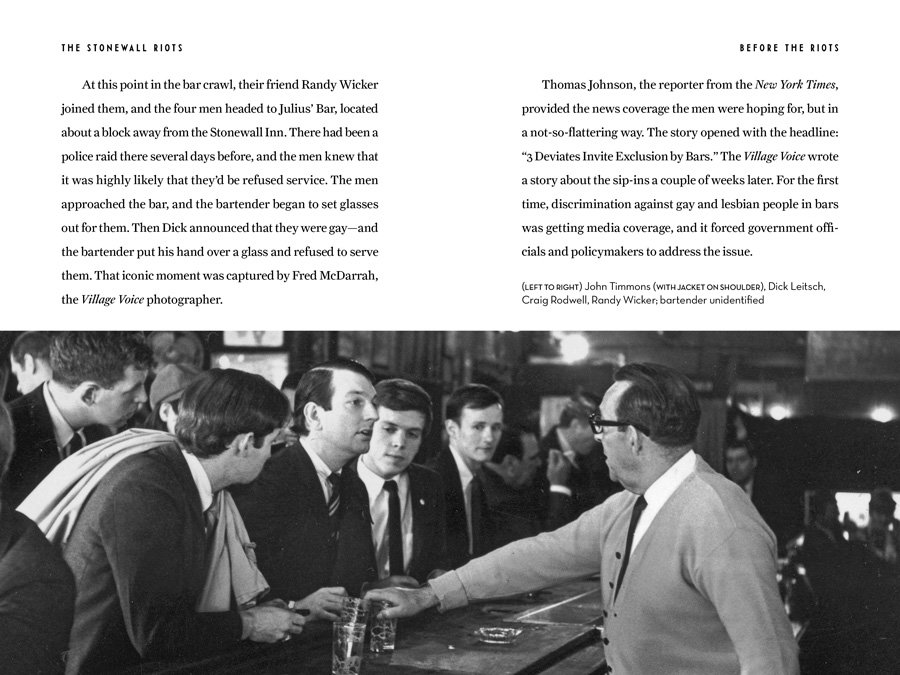 THE STONEWALL RIOTS
At this point in the bar crawl, their friend Randy Wicker
joined them, and the four men headed to Julius’ Bar, located
about a block away from the Stonewall Inn. There had been a
police raid there several days before, and the men knew that
it was highly likely that they’d be refused service. The men
approached the bar, and the bartender began to set glasses
out for them. Then Dick announced that they were gay—and
the bartender put his hand over a glass and refused to serve
them. That iconic moment was captured by Fred McDarrah,
the Village Voice photographer.
BEFORE THE RIOTS
Thomas Johnson, the reporter from the New York Times,
provided the news coverage the men were hoping for, but in
a not-so-flattering way. The story opened with the headline:
“3 Deviates Invite Exclusion by Bars.” The Village Voice wrote
a story about the sip-ins a couple of weeks later. For the first
time, discrimination against gay and lesbian people in bars
was getting media coverage, and it forced government offi-
cials and policymakers to address the issue.
(LEFT TO RIGHT) John Timmons (WITH JACKET ON SHOULDER), Dick Leitsch,
Craig Rodwell, Randy Wicker; bartender unidentified